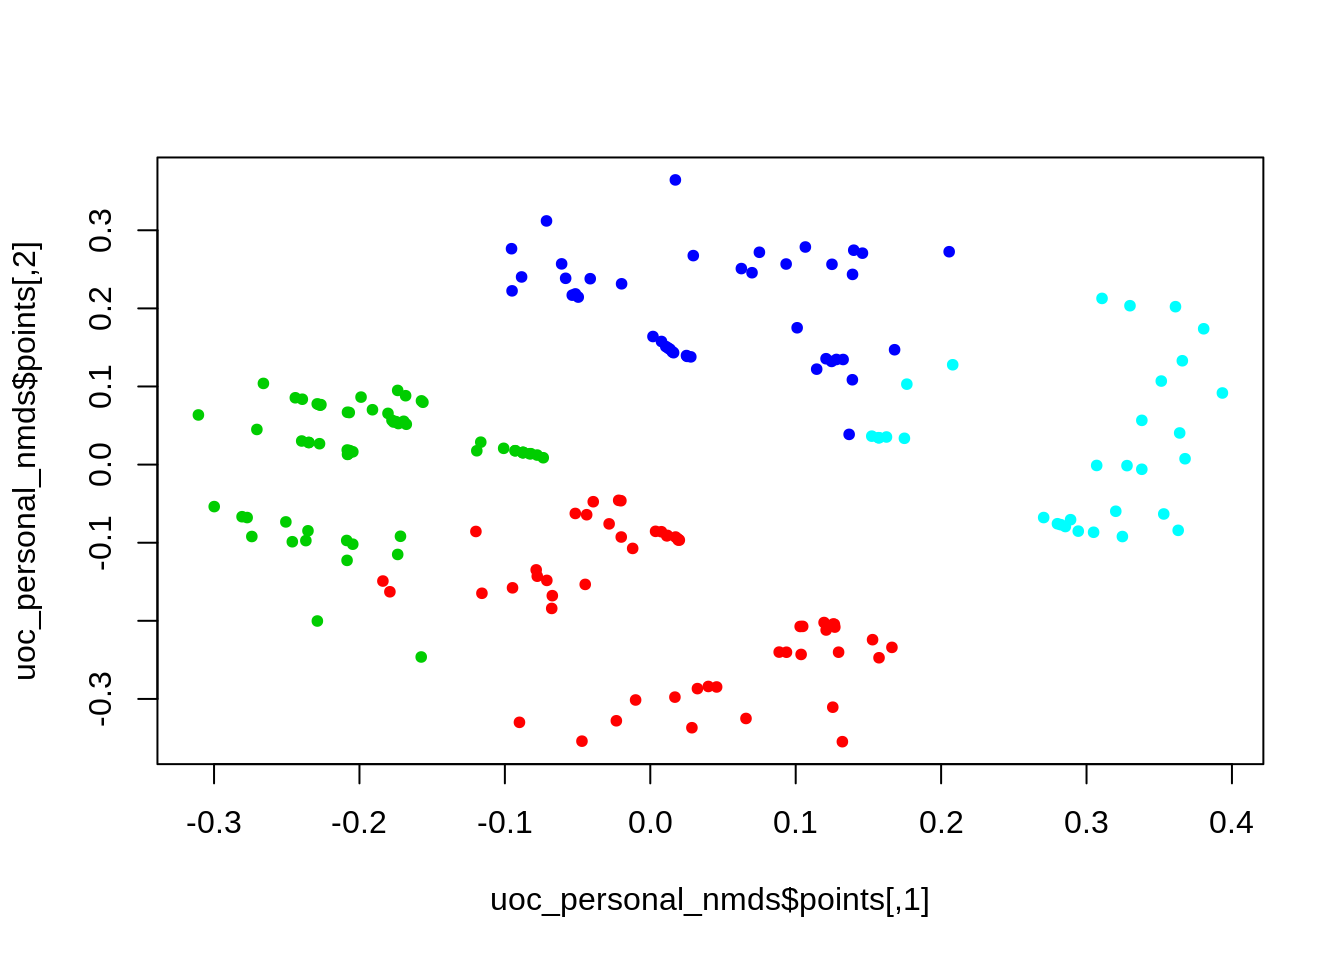 uoc_personal_nmds$points[,2]
0.3
0.2
0.1
0.0
-0.1
-0.3
-0.3 -0.2 -0.1 0.0 0.1 0.2 0.3 0.4
uoc_personal_nmds$points[,1]